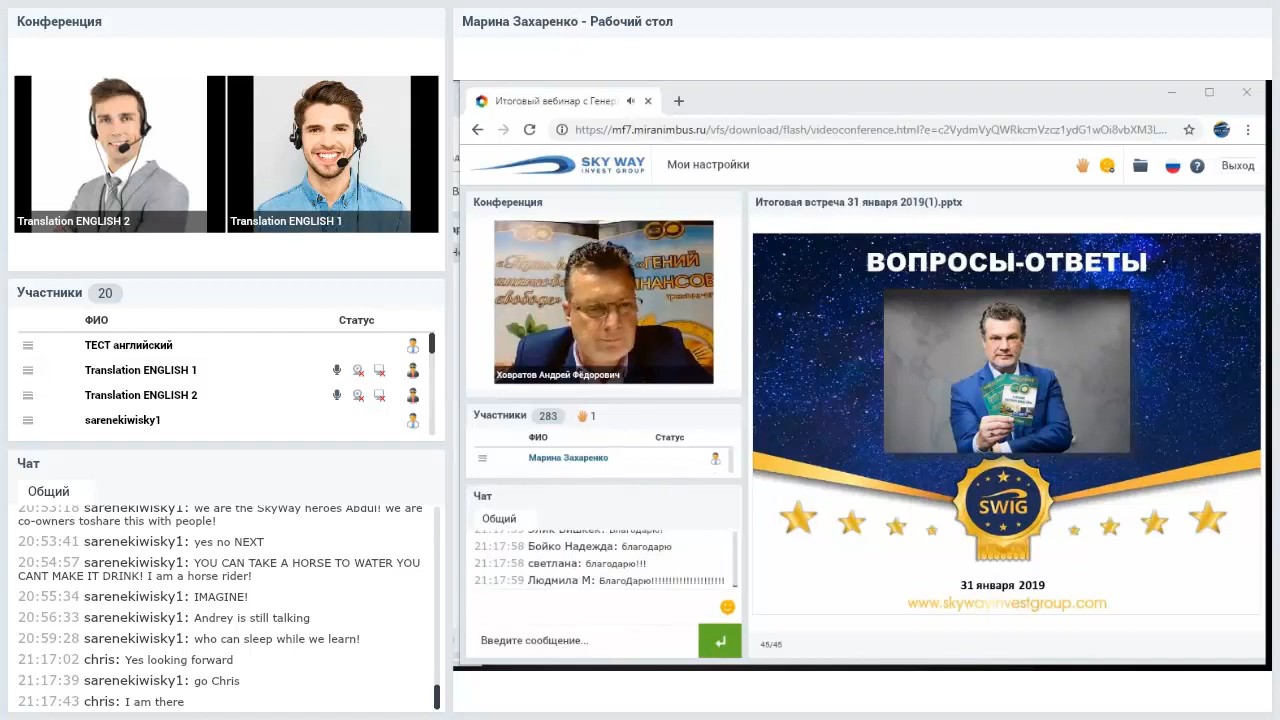 Конференция
Translation ENGLISH 2
Translation ENGLISH 1
Участники 20
ФИО Статус
ТЕСТ английский
Translation ENGLISH 1
Translation ENGLISH 2
sarenekiwisky1
Чат
Общий
20:53:18 sarenekiwisky1: we are the SkyWay heroes Abdul! we are
co-owners toshare this with people!
20:53:41 sarenekiwisky1: yes no NEXT
20:54:57 sarenekiwisky1: YOU CAN TAKE A HORSE TO WATER YOU
CANT MAKE IT DRINK! I am a horse rider!
20:55:34 sarenekiwisky1: IMAGINE!
20:56:33 sarenekiwisky1: Andrey is still talking
20:59:28 sarenekiwisky1: who can sleep while we learn!
21:17:02 chris: Yes looking forward
21:17:39 sarenekiwisky1: go Chris
21:17:43 chris: I am there
Марина Захаренко - Рабочий стол
Итоговый вебинар с Генер
https://mf7.miranimbus.ru/vfs/download/flash/videoconference.html?e=
SKY WAY
INVEST GROUP
Мои настройки
Выход
Конференция
ГЕНИЙ
Ховратов Андрей Фёдорович
Участники 283 1
ФИО Статус
Марина Захаренко
Чат
Общий
Элик Бишкек: Благодарю!
21:17:58 Бойко Надежда: благодарю
21:17:58 светлана: благодарю!!!
21:17:59 Людмила М: БлагоДарю!!!!!!!!!!!!!!!!!!!!!
Введите сообщение...
Итоговая встреча 31 января 2019(1).pptx
ВОПРОСЫ-ОТВЕТЫ
SWIG
31 января 2019
www.skywayinvestgroup.com
45/45